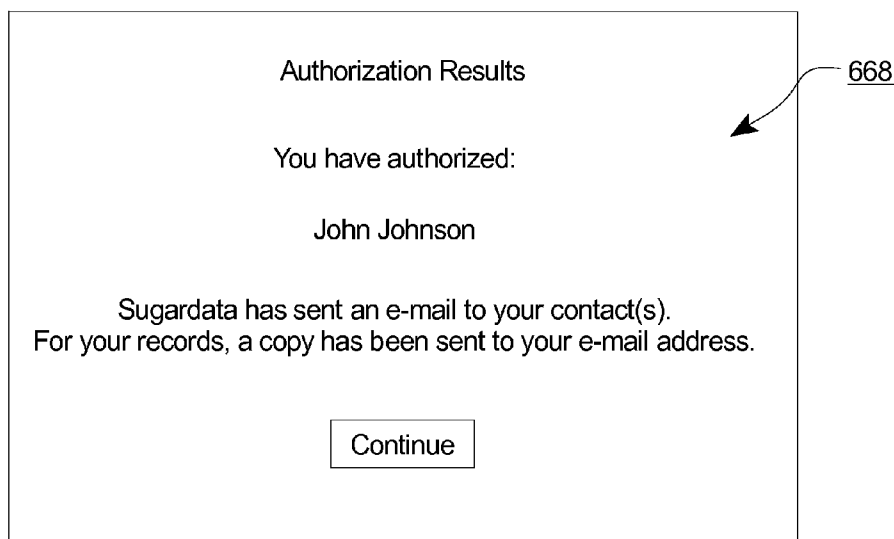 Authorization Results
668
You have authorized:
John Johnson
Sugardata has sent an e-mail to your contact(s).
For your records, a copy has been sent to your e-mail address.
Continue